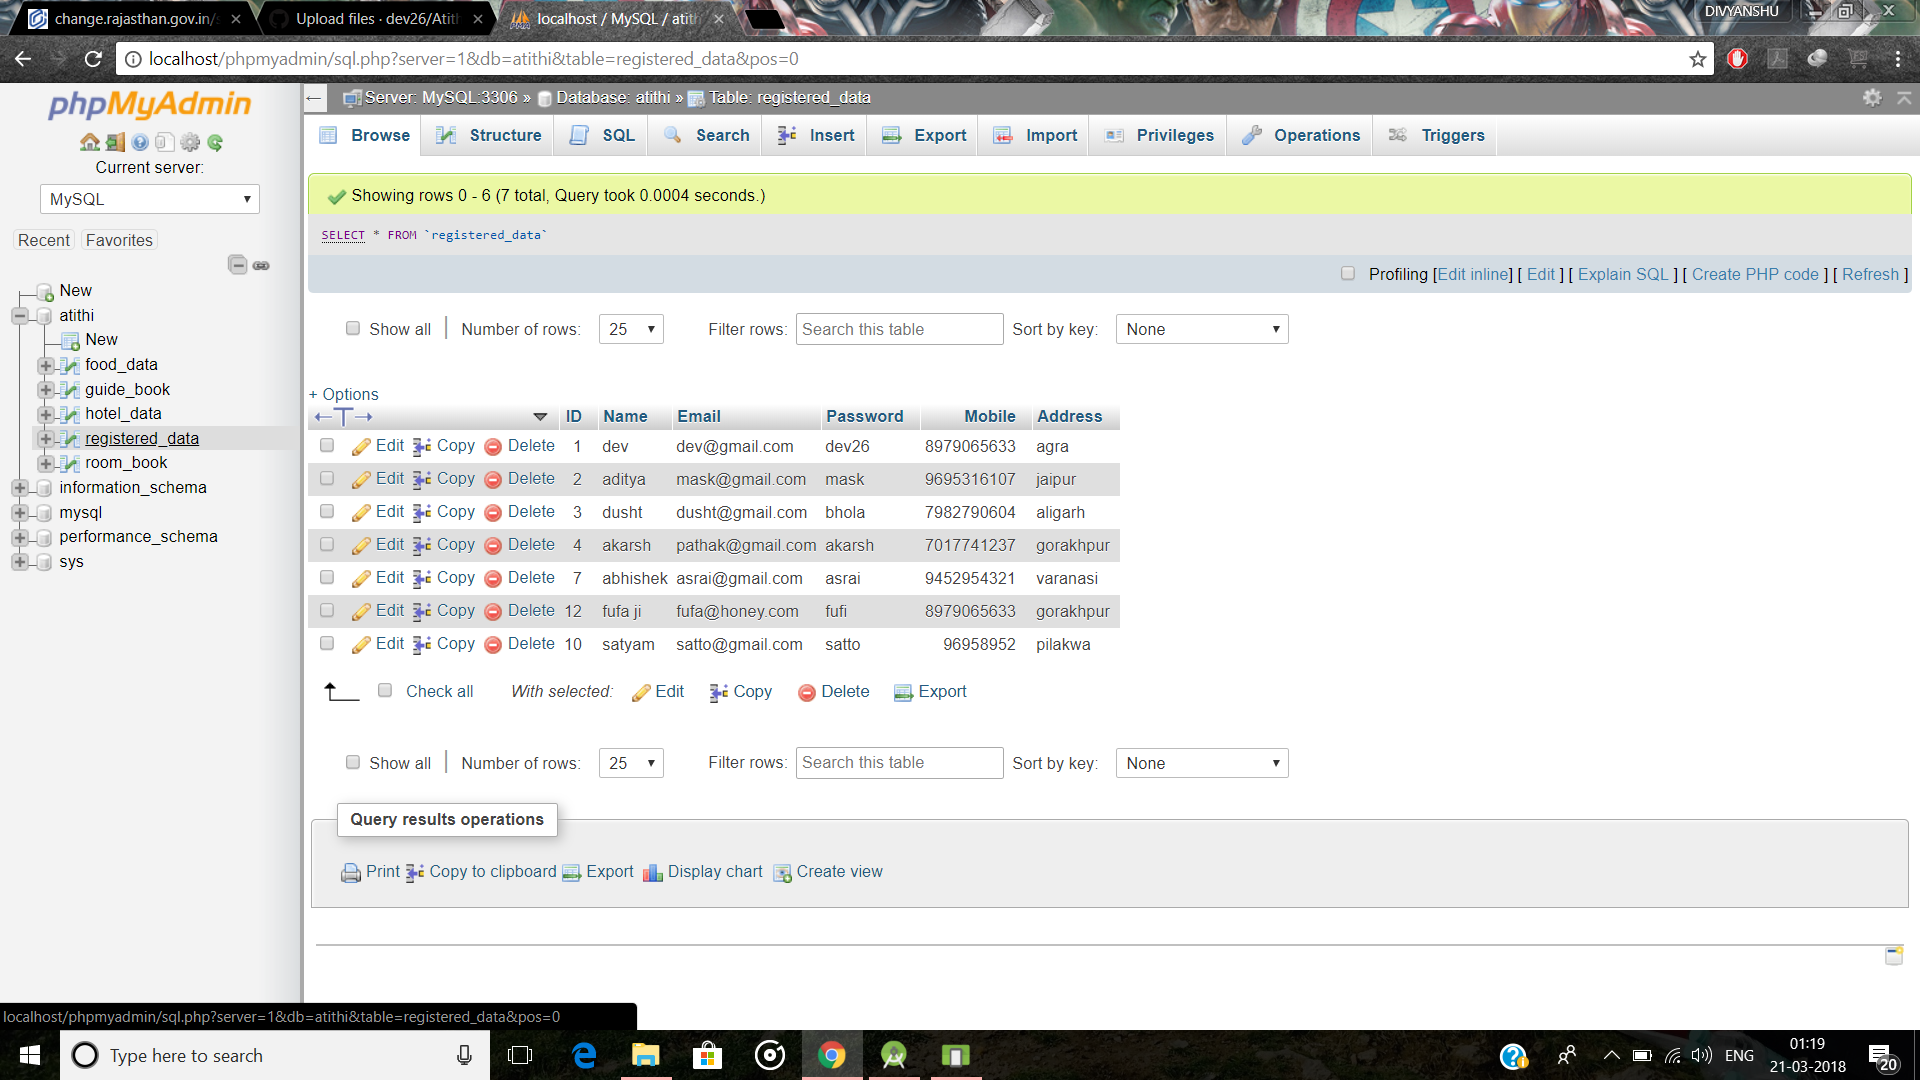 change.rajasthan.gov.in/s
Upload files · dev26/Atith
localhost / MySQL / atith
DIVYANSHU
localhost/phpmyadmin/sql.php?server=1&db=atithi&table=registered_data&pos=0
phpMyAdmin
Current server:
MySQL
Recent Favorites
New
atithi
New
food_data
guide_book
hotel_data
registered_data
room_book
information_schema
mysql
performance_schema
sys
Server: MySQL:3306 » Database: atithi » Table: registered_data
Browse Structure SQL Search Insert Export Import Privileges Operations Triggers
Showing rows 0 - 6 (7 total, Query took 0.0004 seconds.)
SELECT * FROM `registered_data`
Profiling [Edit inline] [ Edit ] [ Explain SQL ] [ Create PHP code ] [ Refresh ]
Show all Number of rows: 25 Filter rows: Search this table Sort by key: None
+ Options
ID Name Email Password Mobile Address
Edit Copy Delete 1 dev dev@gmail.com dev26 8979065633 agra
Edit Copy Delete 2 aditya mask@gmail.com mask 9695316107 jaipur
Edit Copy Delete 3 dusht dusht@gmail.com bhola 7982790604 aligarh
Edit Copy Delete 4 akarsh pathak@gmail.com akarsh 7017741237 gorakhpur
Edit Copy Delete 7 abhishek asrai@gmail.com asrai 9452954321 varanasi
Edit Copy Delete 12 fufa ji fufa@honey.com fufi 8979065633 gorakhpur
Edit Copy Delete 10 satyam satto@gmail.com satto 96958952 pilakwa
Check all With selected: Edit Copy Delete Export
Show all Number of rows: 25 Filter rows: Search this table Sort by key: None
Query results operations
Print Copy to clipboard Export Display chart Create view
localhost/phpmyadmin/sql.php?server=1&db=atithi&table=registered_data&pos=0
Type here to search
ENG
01:19
21-03-2018
20